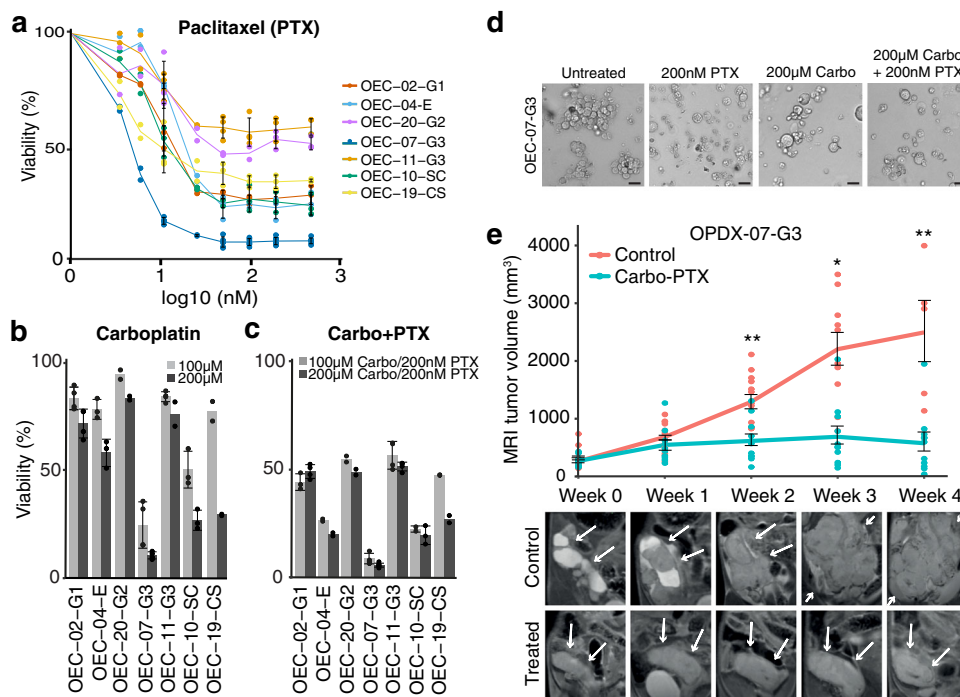 a
Paclitaxel (PTX)
Viability (%)
100
50
0
0
1
2
3
log10 (nM)
OEC-02-G1
OEC-04-E
OEC-20-G2
OEC-07-G3
OEC-11-G3
OEC-10-SC
OEC-19-CS
b
Carboplatin
100μM
200μM
Viability (%)
100
50
0
OEC-02-G1
OEC-04-E
OEC-20-G2
OEC-07-G3
OEC-11-G3
OEC-10-SC
OEC-19-CS
c
Carbo+PTX
100μM Carbo/200nM PTX
200μM Carbo/200nM PTX
100
50
0
OEC-02-G1
OEC-04-E
OEC-20-G2
OEC-07-G3
OEC-11-G3
OEC-10-SC
OEC-19-CS
d
Untreated
200nM PTX
200μM Carbo
200μM Carbo
+ 200nM PTX
OEC-07-G3
e
OPDX-07-G3
Control
Carbo-PTX
MRI tumor volume (mm³)
4000
3000
2000
1000
0
**
*
**
Week 0
Week 1
Week 2
Week 3
Week 4
Control
Treated